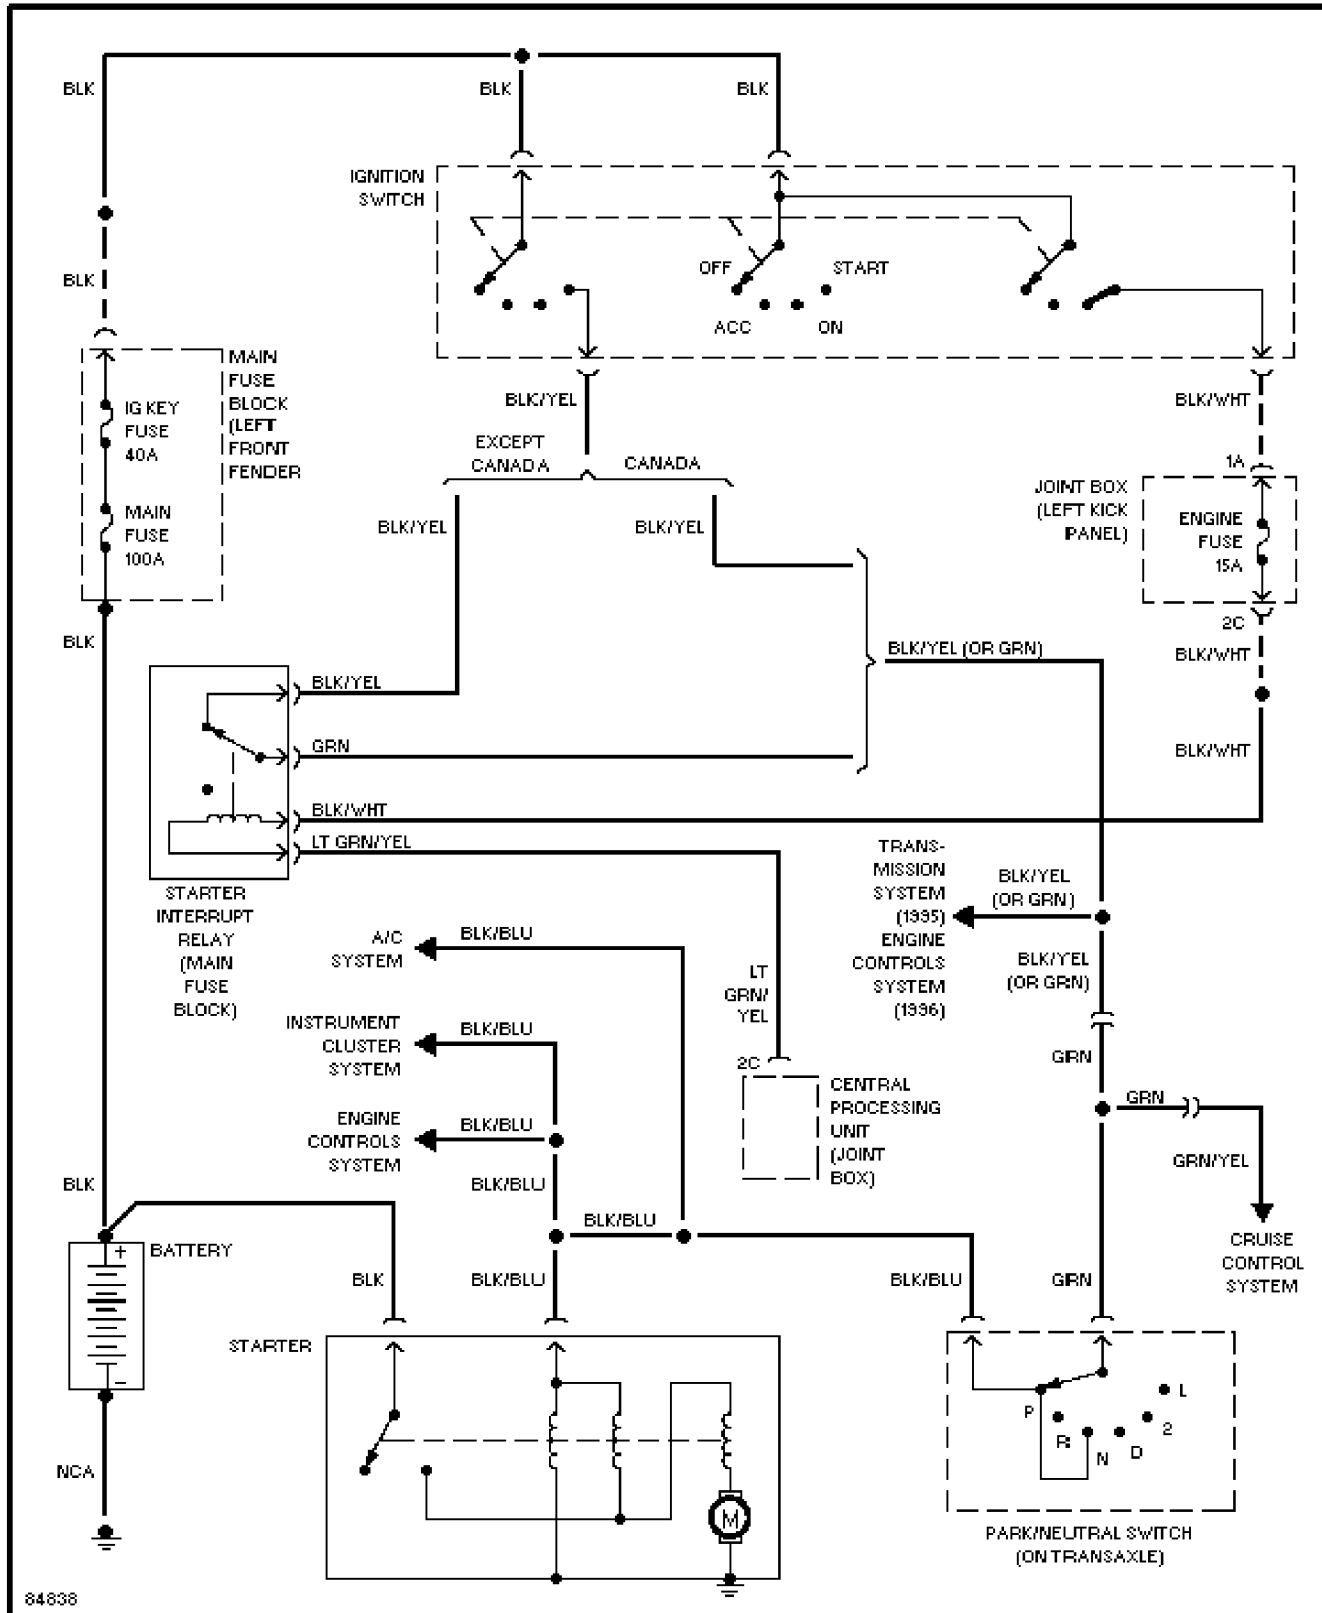 BLK
BLK
BLK
IGNITION
SWITCH
OFF
START
ACC
ON
BLK
MAIN
FUSE
BLOCK
(LEFT
FRONT
FENDER
IG KEY
FUSE
40A
MAIN
FUSE
100A
BLK/YEL
BLK/WHT
EXCEPT
CANADA
CANADA
1A
JOINT BOX
(LEFT KICK
PANEL)
ENGINE
FUSE
15A
2C
BLK/YEL
BLK/YEL
BLK
BLK/YEL (OR GRN)
BLK/WHT
BLK/YEL
GRN
BLK/WHT
BLK/WHT
LT GRN/YEL
STARTER
INTERRUPT
RELAY
(MAIN
FUSE
BLOCK)
TRANS-
MISSION
SYSTEM
(1995)
ENGINE
CONTROLS
SYSTEM
(1996)
BLK/YEL
(OR GRN)
BLK/YEL
(OR GRN)
A/C
SYSTEM
BLK/BLU
LT
GRN/
YEL
INSTRUMENT
CLUSTER
SYSTEM
BLK/BLU
2C
CENTRAL
PROCESSING
UNIT
(JOINT
BOX)
GRN
GRN
GRN/YEL
ENGINE
CONTROLS
SYSTEM
BLK/BLU
BLK
BLK/BLU
BLK/BLU
CRUISE
CONTROL
SYSTEM
+
BATTERY
-
BLK
BLK/BLU
BLK/BLU
GRN
STARTER
P
R
N
D
2
L
NCA
M
PARK/NEUTRAL SWITCH
(ON TRANSAXLE)
84838